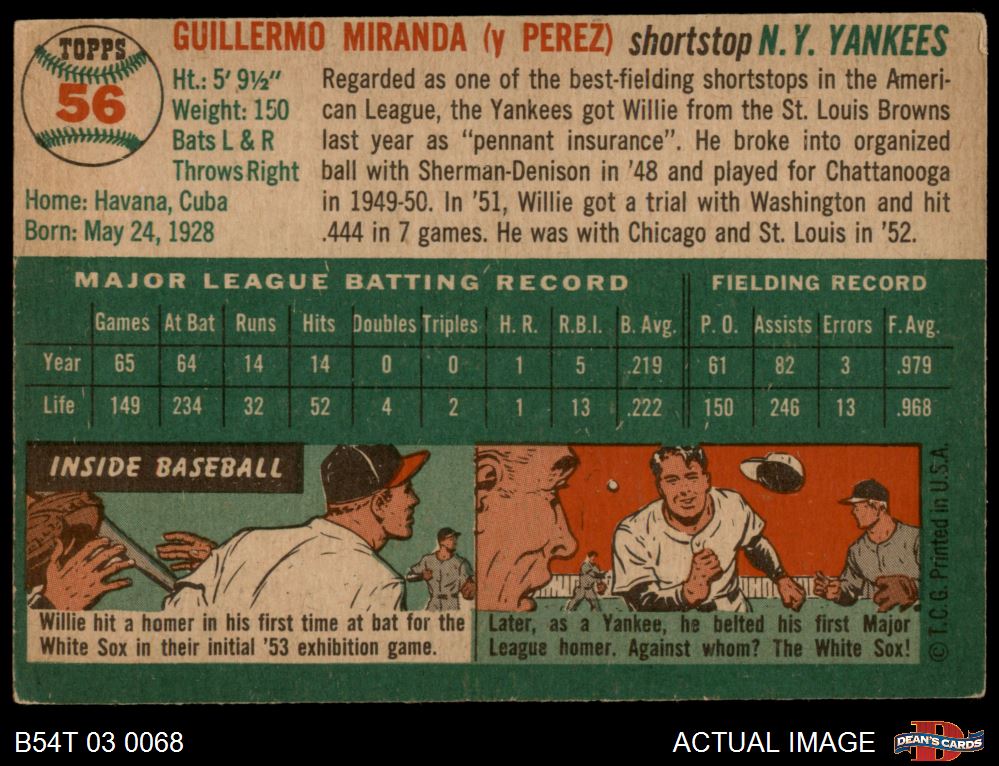 TOPPS
56
GUILLERMO MIRANDA (y PEREZ) shortstop N.Y. YANKEES
Ht.: 5' 9½"
Weight: 150
Bats L & R
Throws Right
Home: Havana, Cuba
Born: May 24, 1928
Regarded as one of the best-fielding shortstops in the Ameri-
can League, the Yankees got Willie from the St. Louis Browns
last year as "pennant insurance". He broke into organized
ball with Sherman-Denison in '48 and played for Chattanooga
in 1949-50. In '51, Willie got a trial with Washington and hit
.444 in 7 games. He was with Chicago and St. Louis in '52.
MAJOR LEAGUE BATTING RECORD FIELDING RECORD
Games At Bat Runs Hits Doubles Triples H. R. R.B.I. B. Avg. P. O. Assists Errors F. Avg.
Year 65 64 14 14 0 0 1 5 .219 61 82 3 .979
Life 149 234 32 52 4 2 1 13 .222 150 246 13 .968
INSIDE BASEBALL
Willie hit a homer in his first time at bat for the
White Sox in their initial '53 exhibition game.
Later, as a Yankee, he belted his first Major
League homer. Against whom? The White Sox!
© T.C.G. Printed in U.S.A.
B54T 03 0068
ACTUAL IMAGE
DEAN'S CARDS